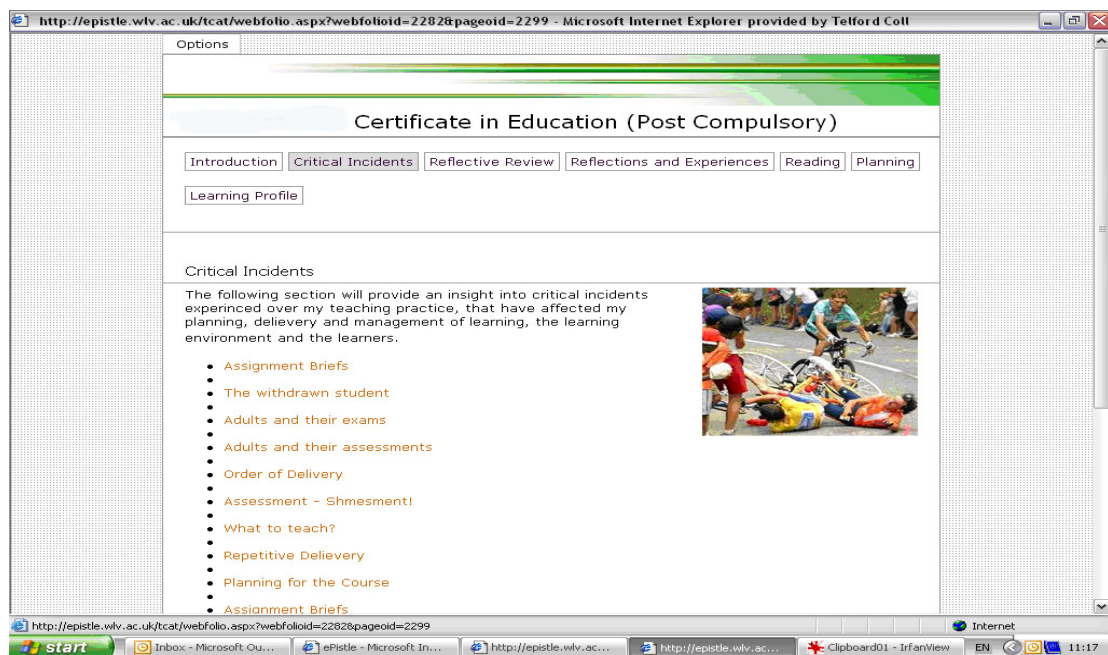 http://epistle.wlv.ac.uk/tcat/webfolio.aspx?webfolioid=2282&pageoid=2299 - Microsoft Internet Explorer provided by Telford Coll
Options
Certificate in Education (Post Compulsory)
Introduction Critical Incidents Reflective Review Reflections and Experiences Reading Planning
Learning Profile
Critical Incidents
The following section will provide an insight into critical incidents
experinced over my teaching practice, that have affected my
planning, delievery and management of learning, the learning
environment and the learners.
Assignment Briefs
The withdrawn student
Adults and their exams
Adults and their assessments
Order of Delivery
Assessment - Shmesment!
What to teach?
Repetitive Delievery
Planning for the Course
Assignment Briefs
http://epistle.wlv.ac.uk/tcat/webfolio.aspx?webfolioid=2282&pageoid=2299 Internet
start Inbox - Microsoft Ou... ePistle - Microsoft In... http://epistle.wlv.ac... http://epistle.wlv.ac... Clipboard01 - IrfanView EN 11:17